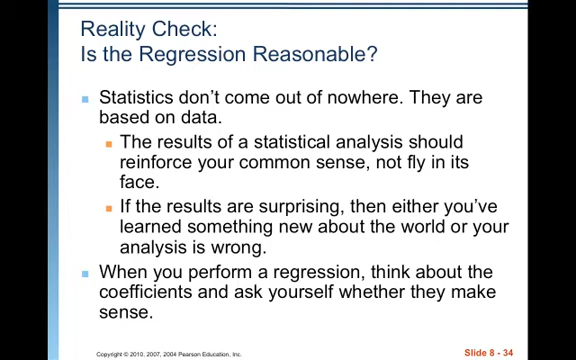 Reality Check:
Is the Regression Reasonable?
Statistics don't come out of nowhere. They are
based on data.
The results of a statistical analysis should
reinforce your common sense, not fly in its
face.
If the results are surprising, then either you've
learned something new about the world or your
analysis is wrong.
When you perform a regression, think about the
coefficients and ask yourself whether they make
sense.
Copyright © 2010, 2007, 2004 Pearson Education, Inc.
Slide 8 - 34